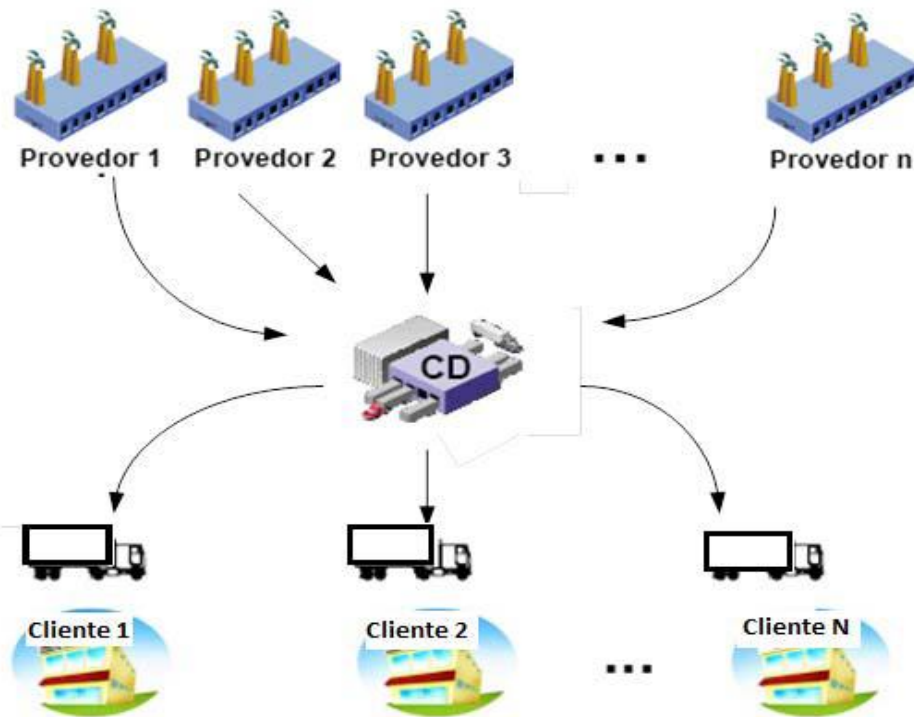 Provedor 1
Provedor 2
Provedor 3
...
Provedor n
CD
Cliente 1
Cliente 2
...
Cliente N